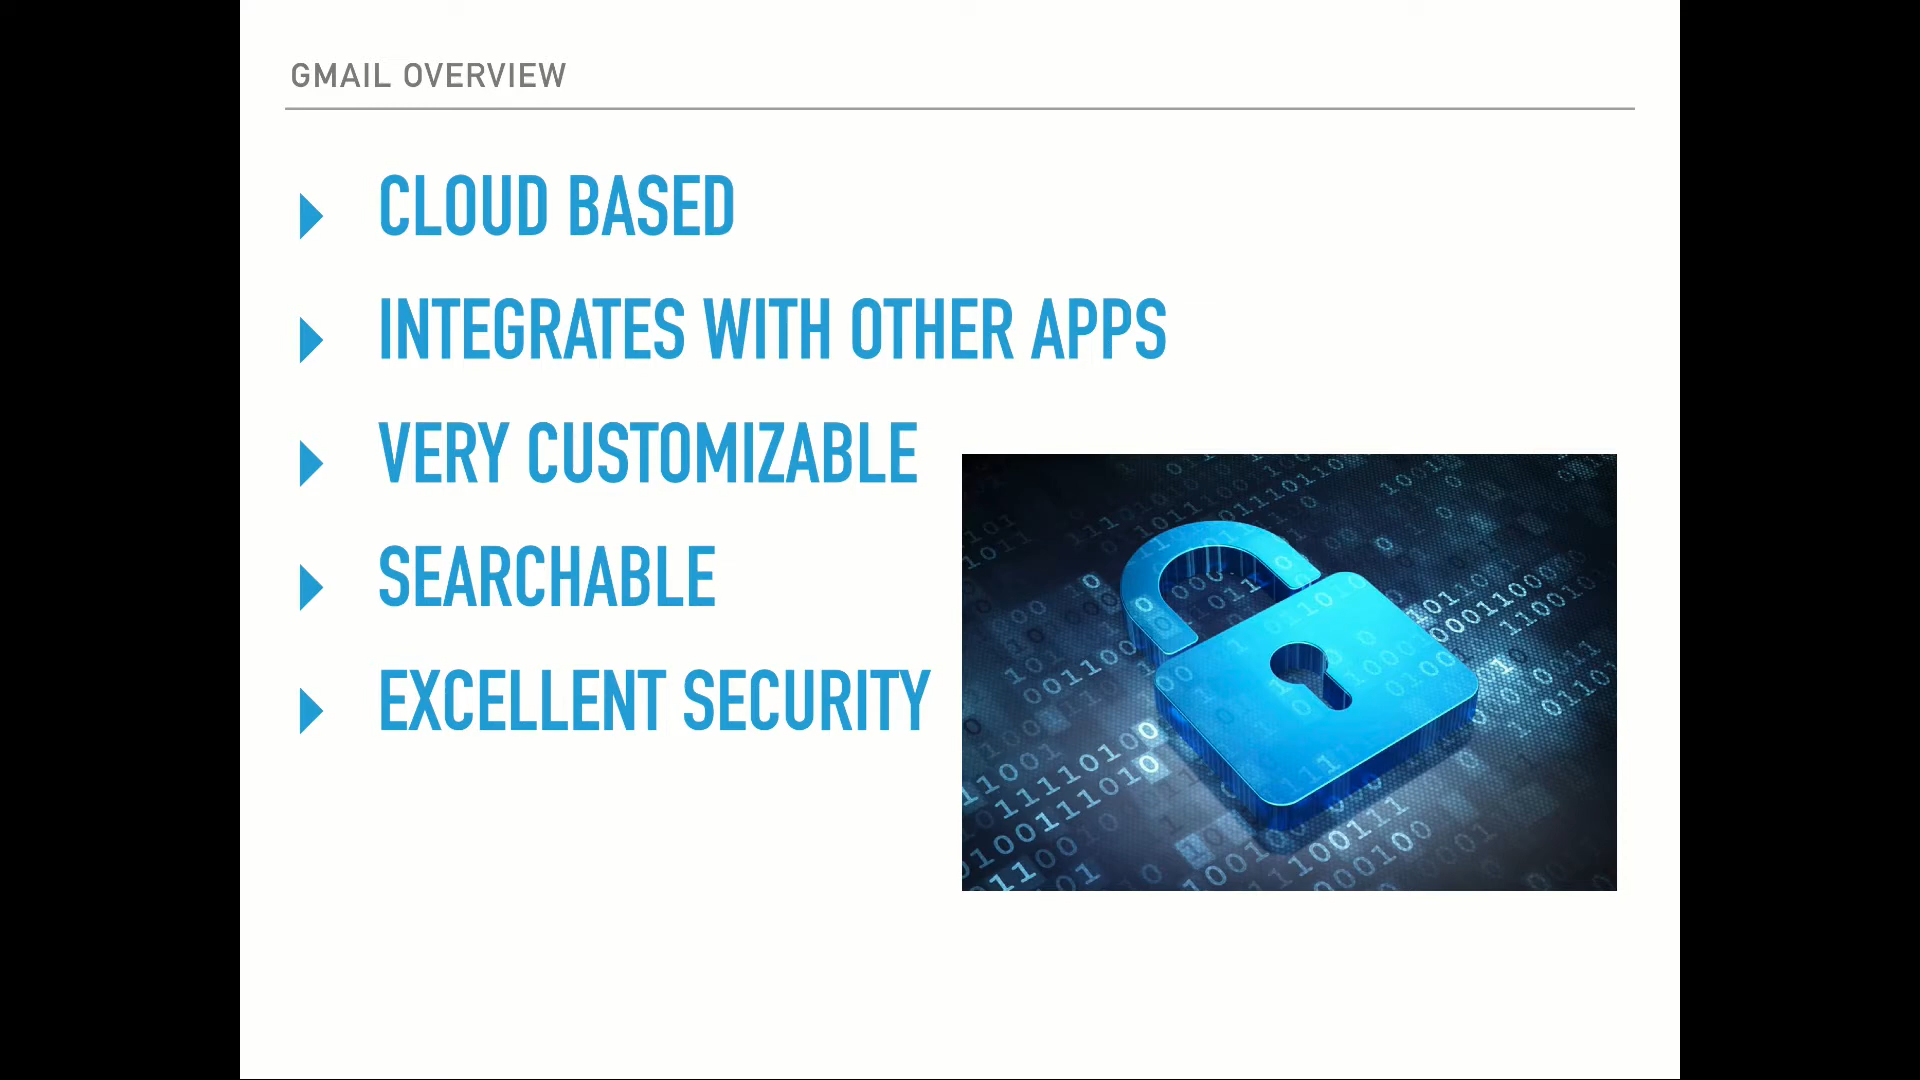 GMAIL OVERVIEW
CLOUD BASED
INTEGRATES WITH OTHER APPS
VERY CUSTOMIZABLE
SEARCHABLE
EXCELLENT SECURITY